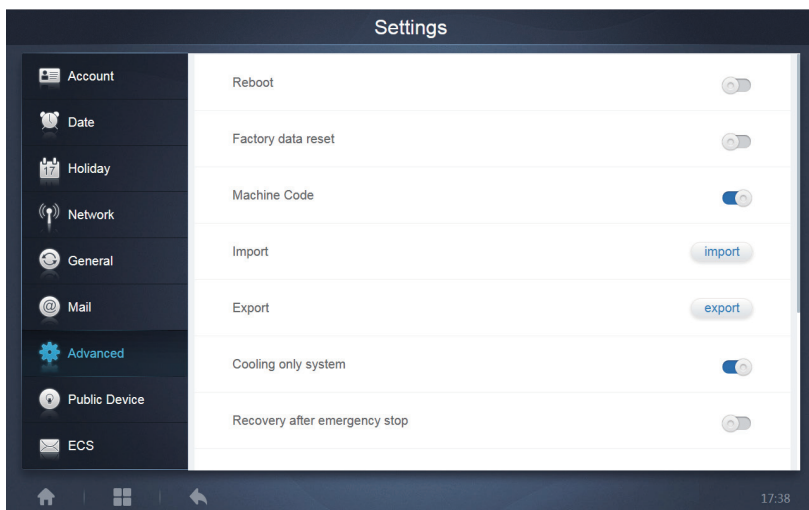 Settings
Account
Date
17
Holiday
Network
General
@
Mail
Advanced
Public Device
ECS
Reboot
Factory data reset
Machine Code
Import
import
Export
export
Cooling only system
Recovery after emergency stop
17:38